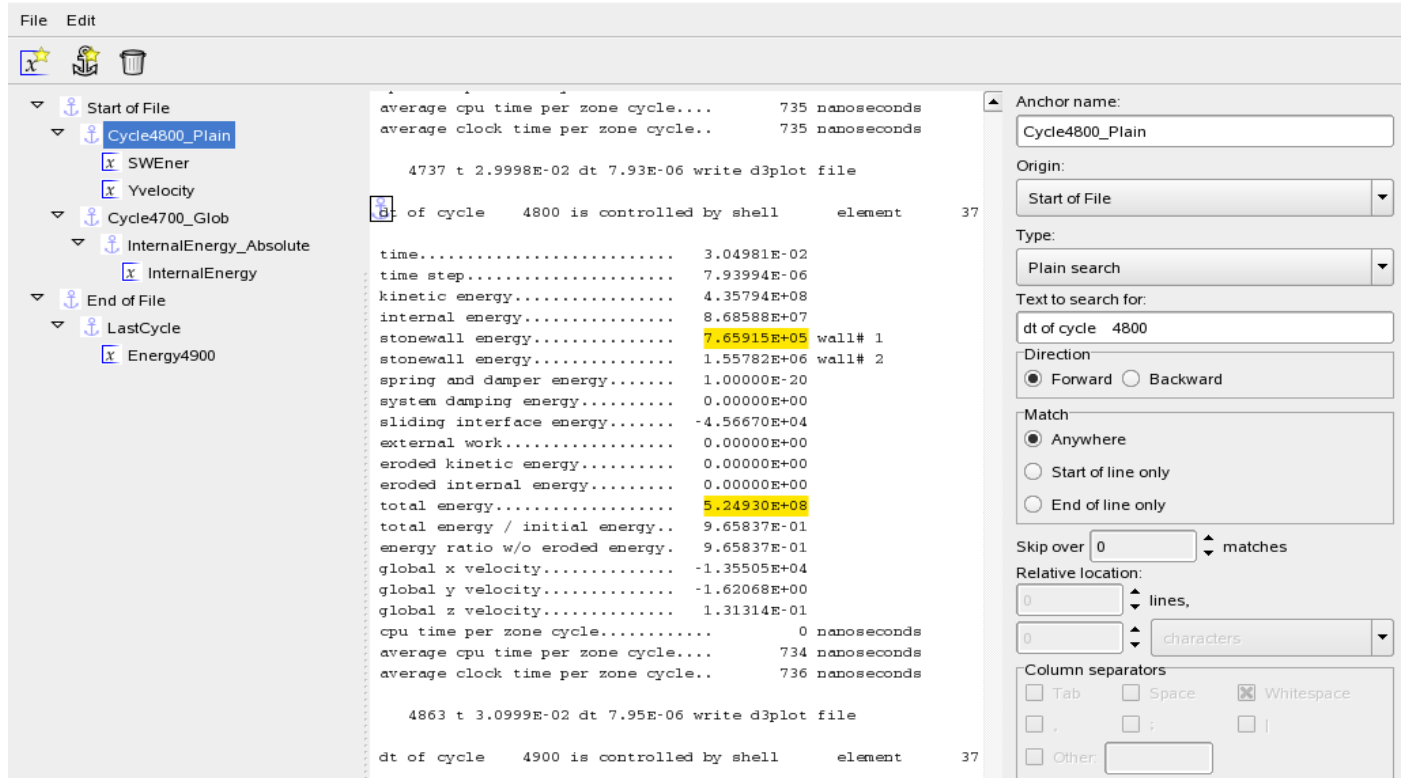 File Edit
Start of File
Cycle4800_Plain
x SWEner
x Yvelocity
Cycle4700_Glob
InternalEnergy_Absolute
x InternalEnergy
End of File
LastCycle
x Energy4900
average cpu time per zone cycle.... 735 nanoseconds
average clock time per zone cycle.. 735 nanoseconds
4737 t 2.9998E-02 dt 7.93E-06 write d3plot file
dt of cycle 4800 is controlled by shell element 37
time........................... 3.04981E-02
time step...................... 7.93994E-06
kinetic energy................. 4.35794E+08
internal energy................ 8.68588E+07
stonewall energy............... 7.65915E+05 wall# 1
stonewall energy............... 1.55782E+06 wall# 2
spring and damper energy....... 1.00000E-20
system damping energy.......... 0.00000E+00
sliding interface energy....... -4.56670E+04
external work.................. 0.00000E+00
eroded kinetic energy.......... 0.00000E+00
eroded internal energy......... 0.00000E+00
total energy................... 5.24930E+08
total energy / initial energy.. 9.65837E-01
energy ratio w/o eroded energy. 9.65837E-01
global x velocity.............. -1.35505E+04
global y velocity.............. -1.62068E+00
global z velocity.............. 1.31314E-01
cpu time per zone cycle............ 0 nanoseconds
average cpu time per zone cycle.... 734 nanoseconds
average clock time per zone cycle.. 736 nanoseconds
4863 t 3.0999E-02 dt 7.95E-06 write d3plot file
dt of cycle 4900 is controlled by shell element 37
Anchor name:
Cycle4800_Plain
Origin:
Start of File
Type:
Plain search
Text to search for:
dt of cycle 4800
Direction
Forward Backward
Match
Anywhere
Start of line only
End of line only
Skip over 0 matches
Relative location:
0 lines,
0 characters
Column separators
Tab Space Whitespace
, ; |
Other: